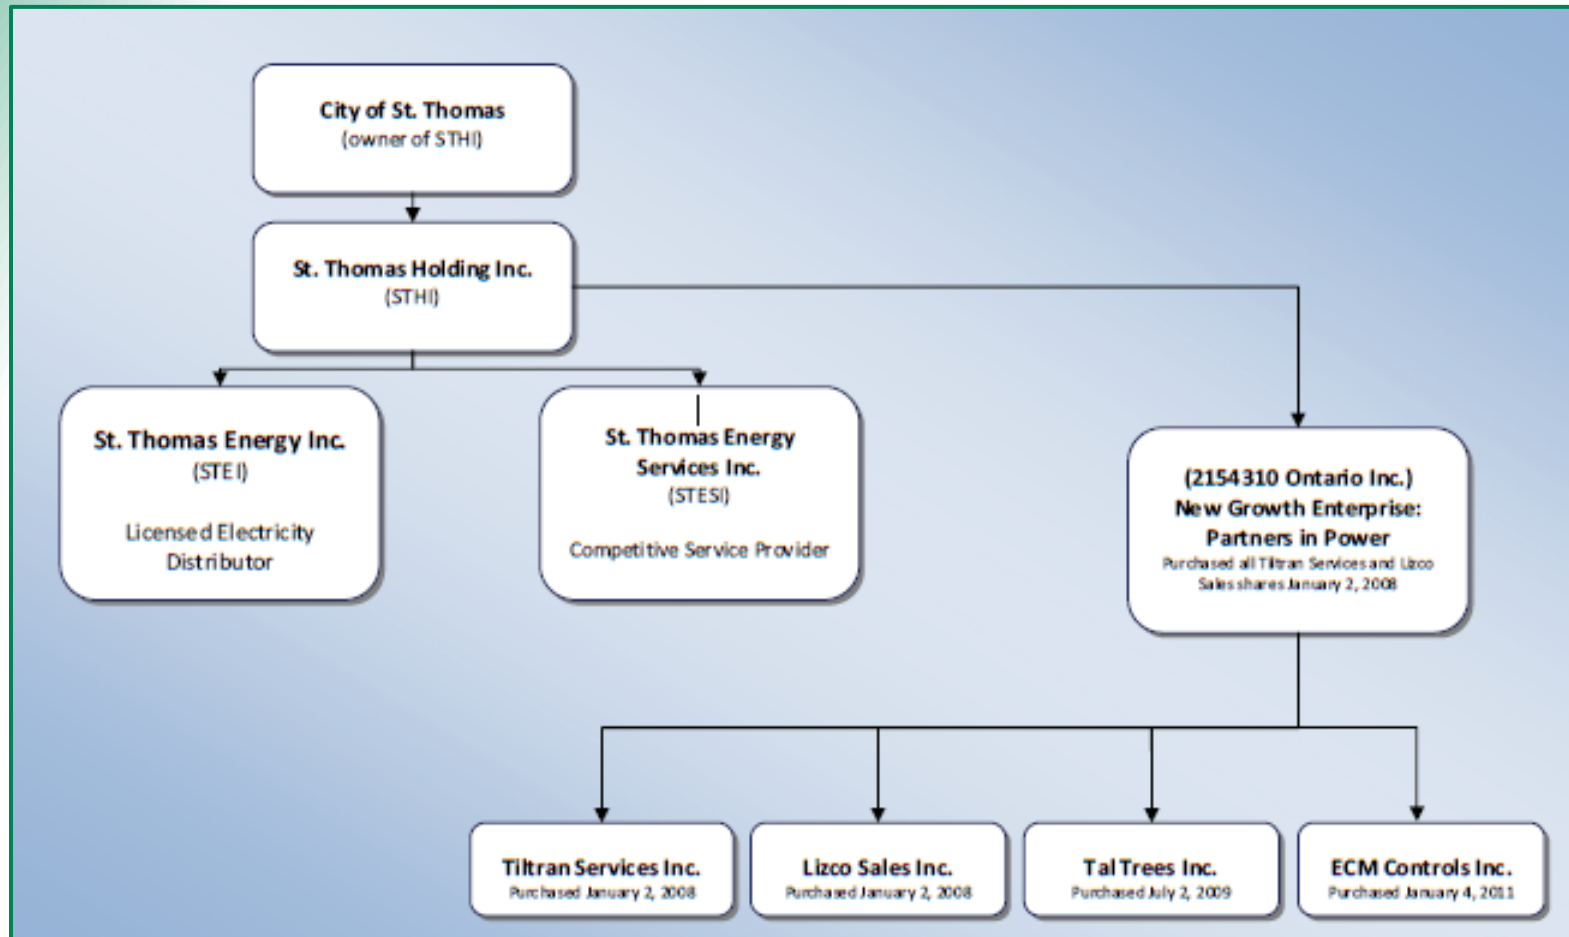 City of St. Thomas
(owner of STHI)
St. Thomas Holding Inc.
(STHI)
St. Thomas Energy Inc.
(STEI)
Licensed Electricity
Distributor
St. Thomas Energy
Services Inc.
(STESI)
Competitive Service Provider
(2154310 Ontario Inc.)
New Growth Enterprise:
Partners in Power
Purchased all Tiltran Services and Lizco
Sales shares January 2, 2008
Tiltran Services Inc.
Purchased January 2, 2008
Lizco Sales Inc.
Purchased January 2, 2008
Tal Trees Inc.
Purchased July 2, 2009
ECM Controls Inc.
Purchased January 4, 2011